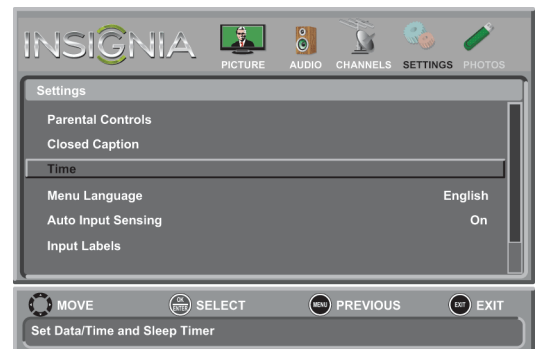 INSIGNIA
PICTURE AUDIO CHANNELS SETTINGS PHOTOS
Settings
Parental Controls
Closed Caption
Time
Menu Language English
Auto Input Sensing On
Input Labels
MOVE OK ENTER SELECT MENU PREVIOUS EXIT EXIT
Set Data/Time and Sleep Timer